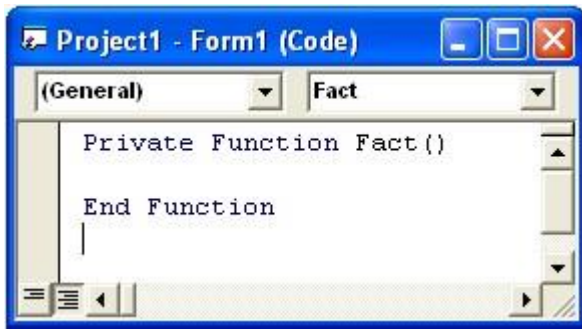 Project1 - Form1 (Code)
(General) Fact
Private Function Fact()
End Function